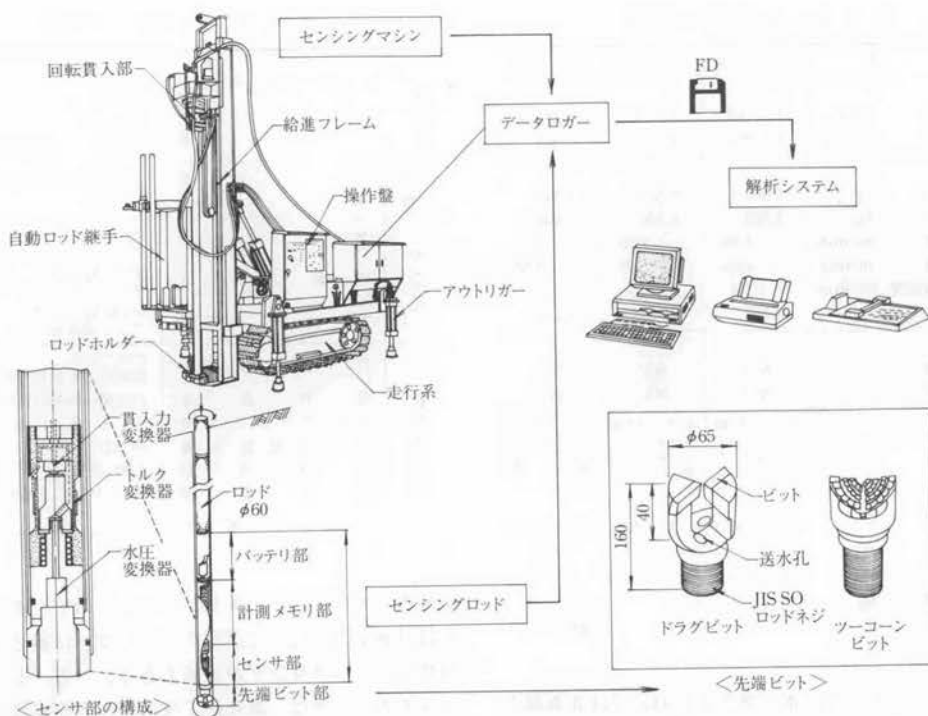 センシングマシン
回転貫入部
給進フレーム
FD
データロガー
解析システム
操作盤
自動ロッド継手
アウトリガー
ロッドホルダー
走行系
貫入力
変換器
トルク
変換器
水圧
変換器
ロッド
φ60
バッテリ部
計測メモリ部
センサ部
先端ビット部
<センサ部の構成>
センシングロッド
φ65
ビット
40
160
送水孔
JIS SO
ロッドネジ
ドラグビット
ツーコーン
ビット
<先端ビット>